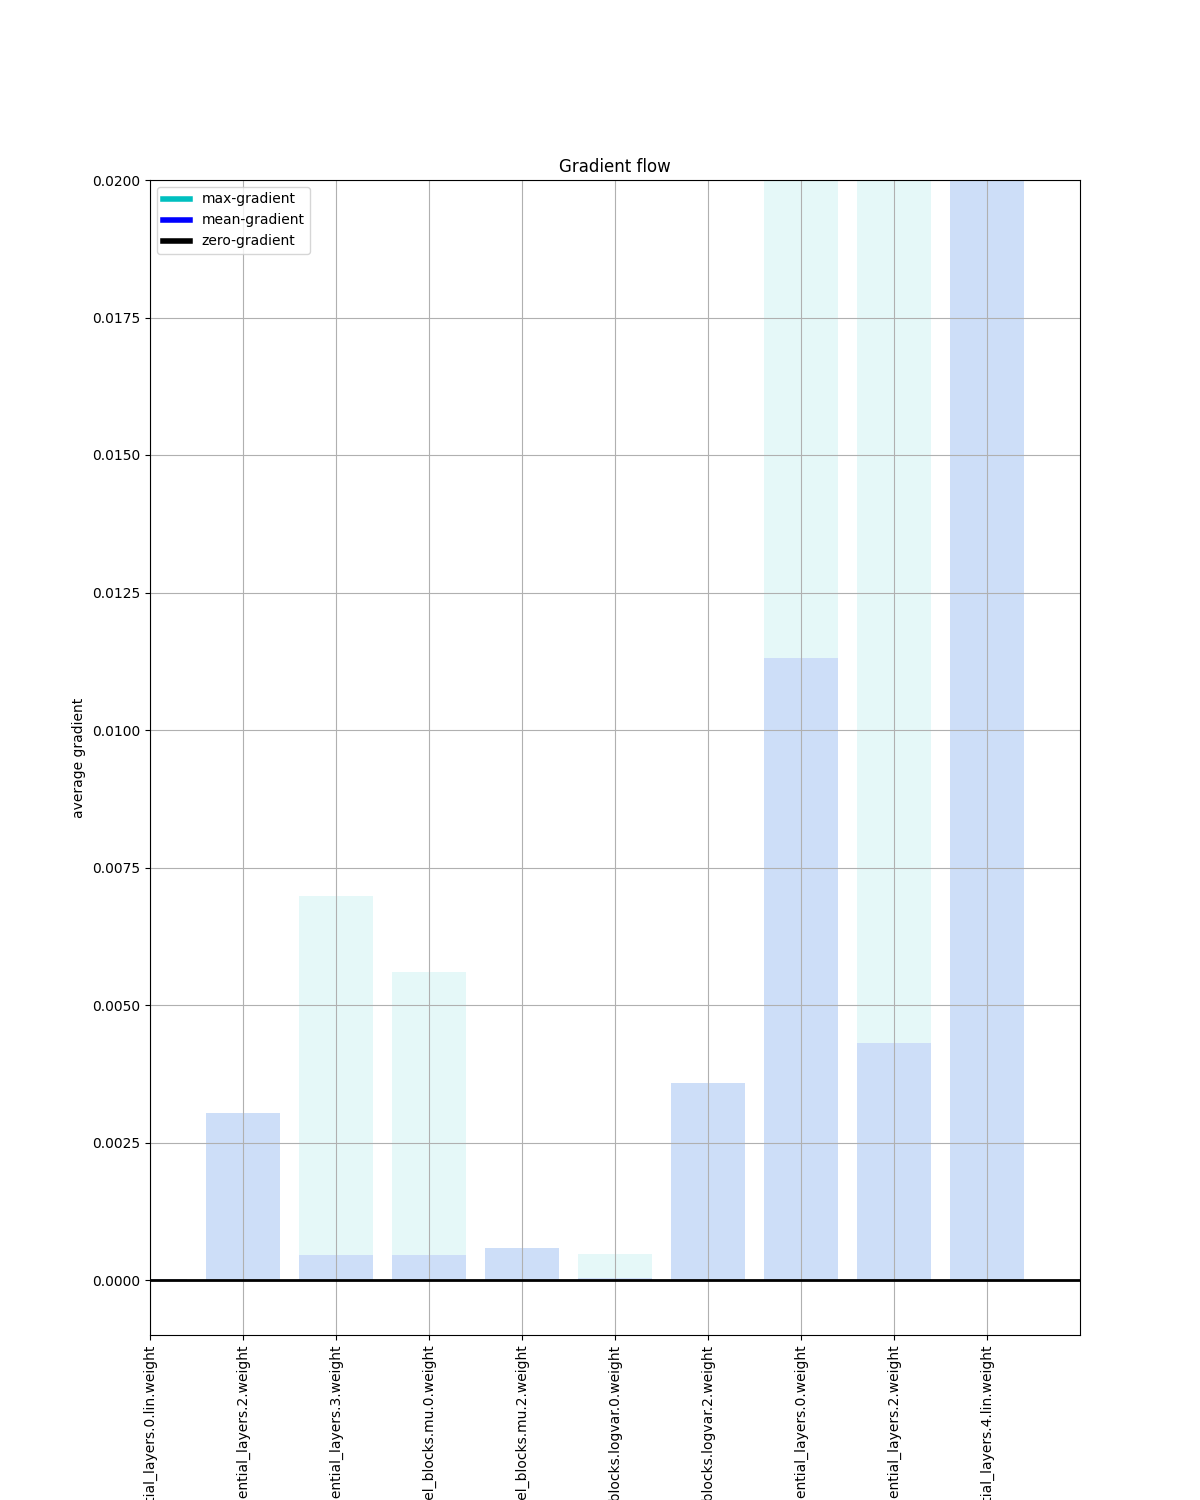 Gradient flow
max-gradient
mean-gradient
zero-gradient
0.0200
0.0175
0.0150
0.0125
0.0100
0.0075
0.0050
0.0025
0.0000
average gradient
tial_layers.0.lin.weight
ential_layers.2.weight
ential_layers.3.weight
el_blocks.mu.0.weight
el_blocks.mu.2.weight
blocks.logvar.0.weight
blocks.logvar.2.weight
ential_layers.0.weight
ential_layers.2.weight
tial_layers.4.lin.weight